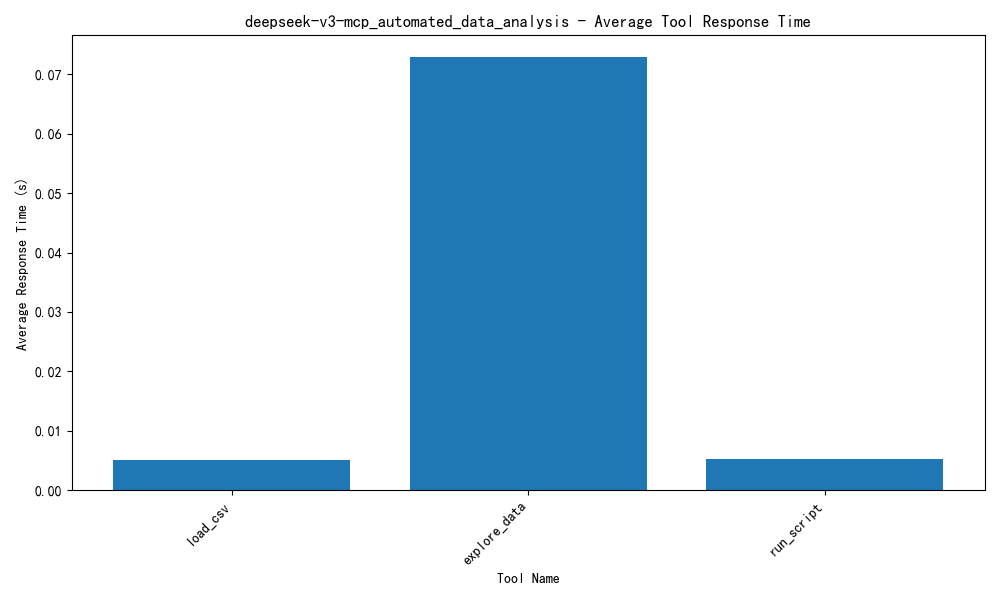 deepseek-v3-mcp_automated_data_analysis - Average Tool Response Time
Average Response Time (s)
0.07
0.06
0.05
0.04
0.03
0.02
0.01
0.00
load_csv
explore_data
run_script
Tool Name